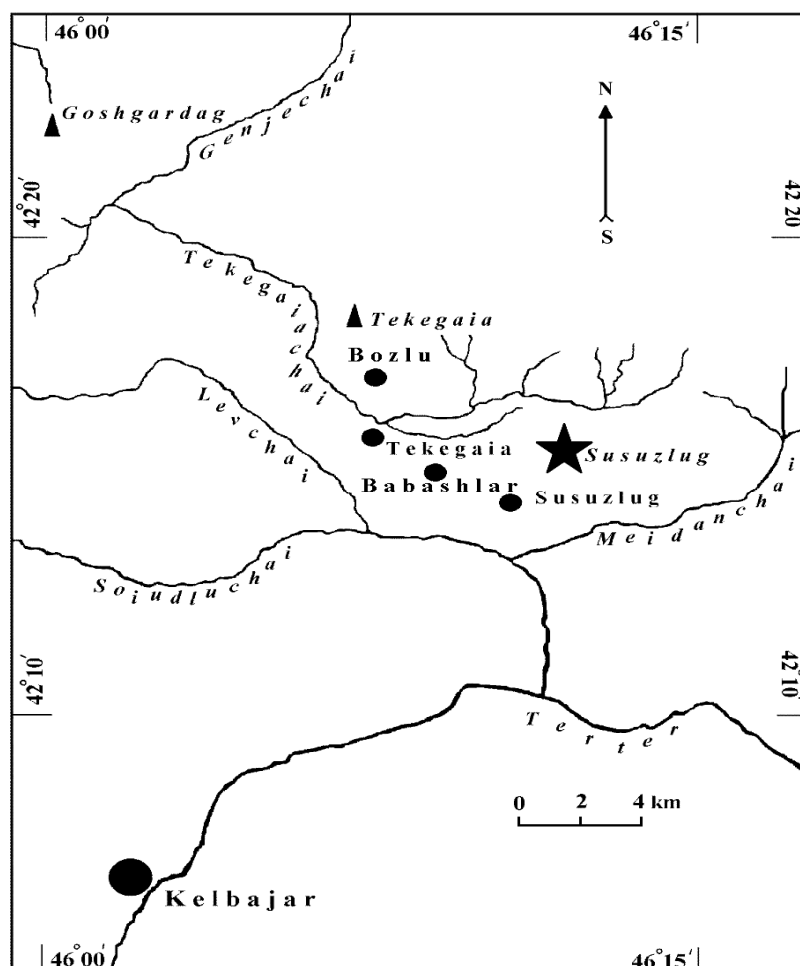 46°00′
46°15′
Goshgardag
Genjechai
N
S
42°20′
42°20
Tekegaiachai
Tekegaia
Bozlu
Levchai
Tekegaia
Susuzlug
Babashlar
Susuzlug
Meidanchai
Soiudluchai
42°10′
42°10
Terter
0 2 4 km
Kelbajar
46°00′
46°15′